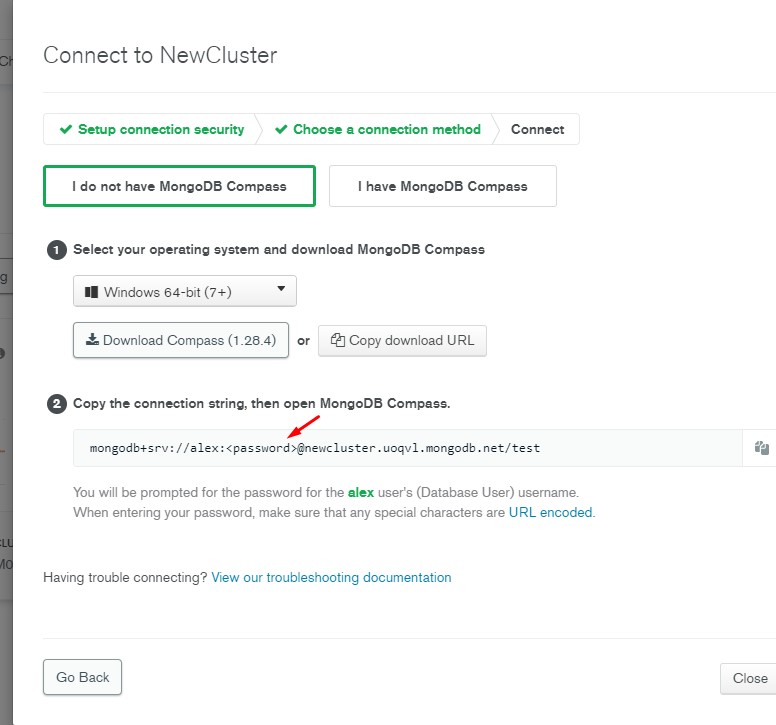 Connect to NewCluster
Setup connection security Choose a connection method Connect
I do not have MongoDB Compass I have MongoDB Compass
1 Select your operating system and download MongoDB Compass
Windows 64-bit (7+)
Download Compass (1.28.4) or Copy download URL
2 Copy the connection string, then open MongoDB Compass.
mongodb+srv://alex:<password>@newcluster.uoqvl.mongodb.net/test
You will be prompted for the password for the alex user's (Database User) username.
When entering your password, make sure that any special characters are URL encoded.
Having trouble connecting? View our troubleshooting documentation
Go Back Close